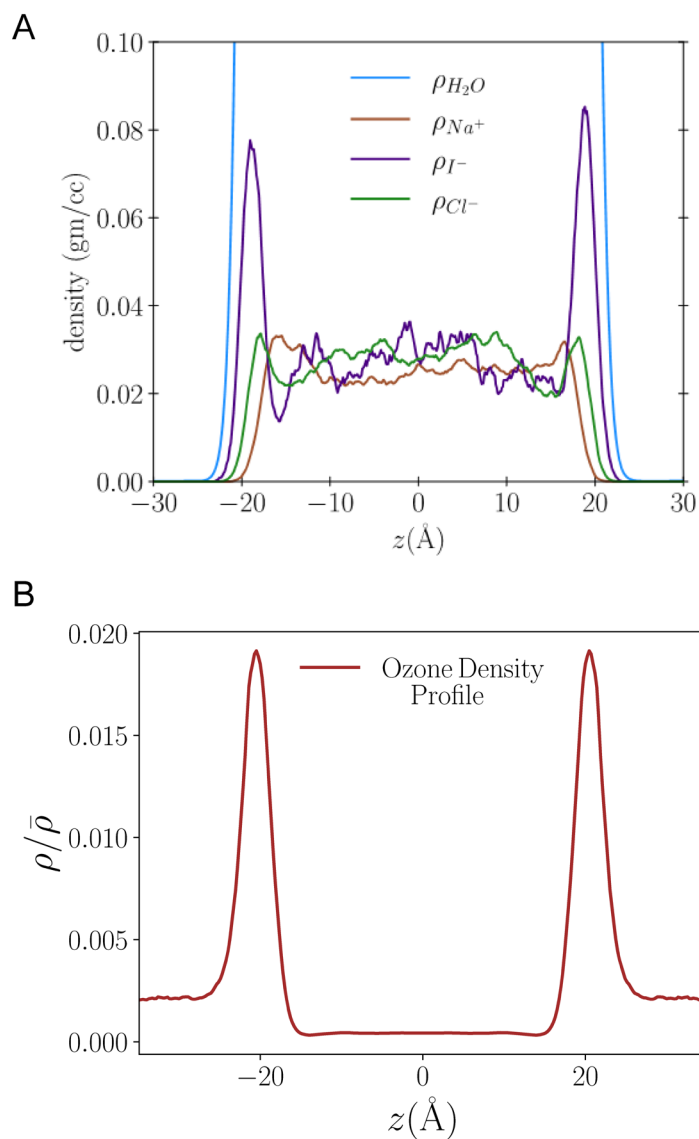 A
0.10
0.08
0.06
0.04
0.02
0.00
density (gm/cc)
ρH₂O
ρNa⁺
ρI⁻
ρCl⁻
−30 −20 −10 0 10 20 30
z(Å)
B
0.020
0.015
0.010
0.005
0.000
ρ/ρ̄
Ozone Density
Profile
−20 0 20
z(Å)